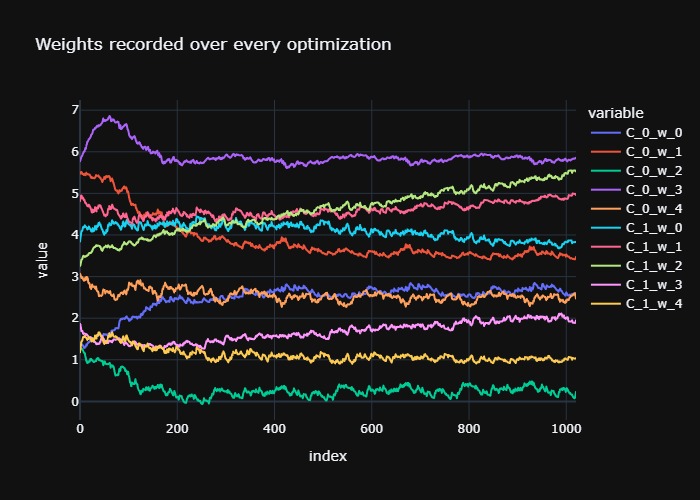 Weights recorded over every optimization
value
7
6
5
4
3
2
1
0
0 200 400 600 800 1000
index
variable
C_0_w_0
C_0_w_1
C_0_w_2
C_0_w_3
C_0_w_4
C_1_w_0
C_1_w_1
C_1_w_2
C_1_w_3
C_1_w_4